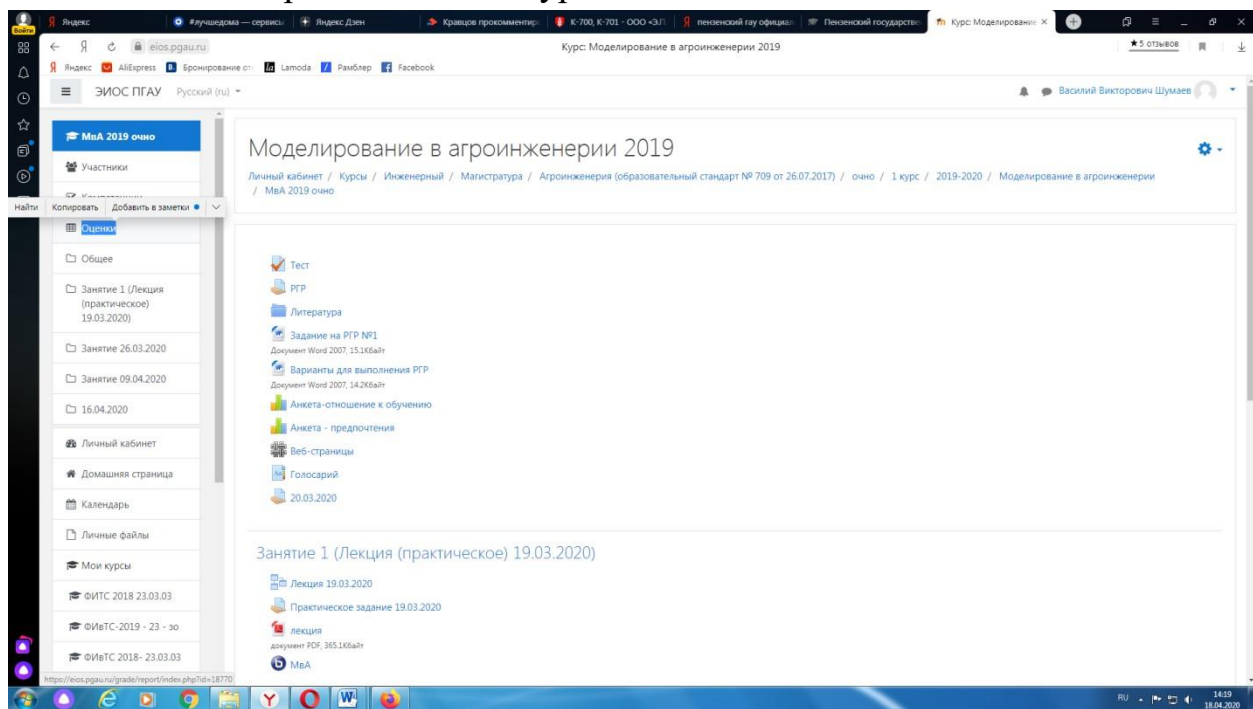 Войти
Яндекс
#лучшедома — сервисы
Яндекс.Дзен
Кравцов прокомментир
К-700, К-701 - ООО «ЗЛ
пензенский гау официал
Пензенский государстве
Курс: Моделирование
eios.pgau.ru
Курс: Моделирование в агроинженерии 2019
★5 отзывов
Яндекс
AliExpress
Бронирование от
Lamoda
Рамблер
Facebook
ЭИОС ПГАУ Русский (ru)
Василий Викторович Шумаев
МвА 2019 очно
Участники
Найти Копировать Добавить в заметки
Оценки
Общее
Занятие 1 (Лекция
(практическое)
19.03.2020)
Занятие 26.03.2020
Занятие 09.04.2020
16.04.2020
Личный кабинет
Домашняя страница
Календарь
Личные файлы
Мои курсы
ФИТС 2018 23.03.03
ФИвТС-2019 - 23 - зо
ФИвТС 2018- 23.03.03
https://eios.pgau.ru/grade/report/index.php?id=18770
Моделирование в агроинженерии 2019
Личный кабинет / Курсы / Инженерный / Магистратура / Агроинженерия (образовательный стандарт № 709 от 26.07.2017) / очно / 1 курс / 2019-2020 / Моделирование в агроинженерии
/ МвА 2019 очно
Тест
РГР
Литература
Задание на РГР №1
Документ Word 2007, 15.1Кбайт
Варианты для выполнения РГР
Документ Word 2007, 14.2Кбайт
Анкета-отношение к обучению
Анкета - предпочтения
Веб-страницы
Голосарий
20.03.2020
Занятие 1 (Лекция (практическое) 19.03.2020)
Лекция 19.03.2020
Практическое задание 19.03.2020
лекция
документ PDF, 365.1Кбайт
МвА
RU
14:19
18.04.2020